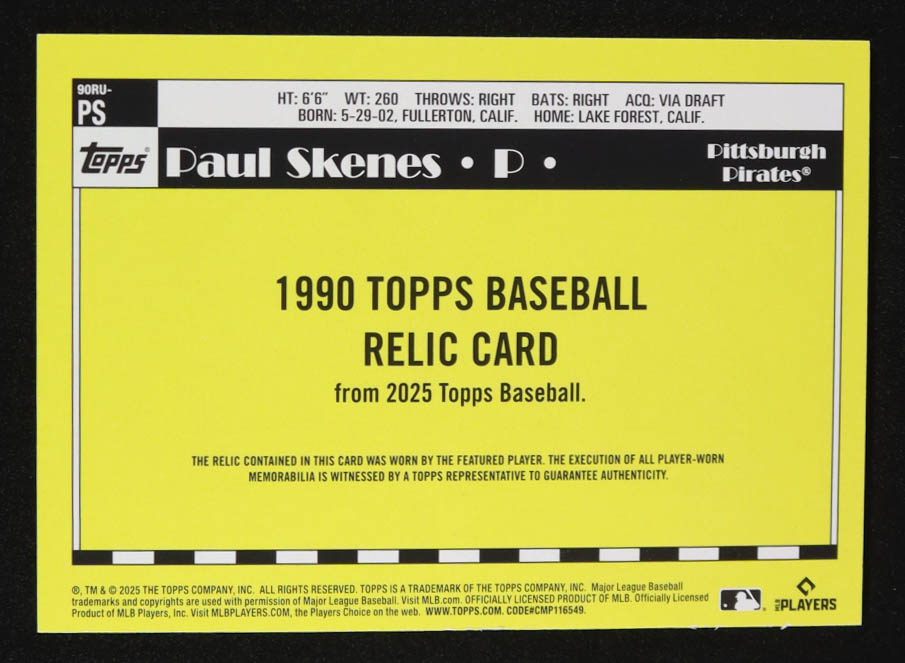 90RU-
PS
HT: 6'6" WT: 260 THROWS: RIGHT BATS: RIGHT ACQ: VIA DRAFT
BORN: 5-29-02, FULLERTON, CALIF. HOME: LAKE FOREST, CALIF.
topps®
Paul Skenes • P •
Pittsburgh
Pirates®
1990 TOPPS BASEBALL
RELIC CARD
from 2025 Topps Baseball.
THE RELIC CONTAINED IN THIS CARD WAS WORN BY THE FEATURED PLAYER. THE EXECUTION OF ALL PLAYER-WORN
MEMORABILIA IS WITNESSED BY A TOPPS REPRESENTATIVE TO GUARANTEE AUTHENTICITY.
®, TM & © 2025 THE TOPPS COMPANY, INC. ALL RIGHTS RESERVED. TOPPS IS A TRADEMARK OF THE TOPPS COMPANY, INC. Major League Baseball
trademarks and copyrights are used with permission of Major League Baseball. Visit MLB.com. OFFICIALLY LICENSED PRODUCT OF MLB. Officially Licensed
Product of MLB Players, Inc. Visit MLBPLAYERS.COM, the Players Choice on the web. WWW.TOPPS.COM. CODE#CMP116549.
MLB PLAYERS